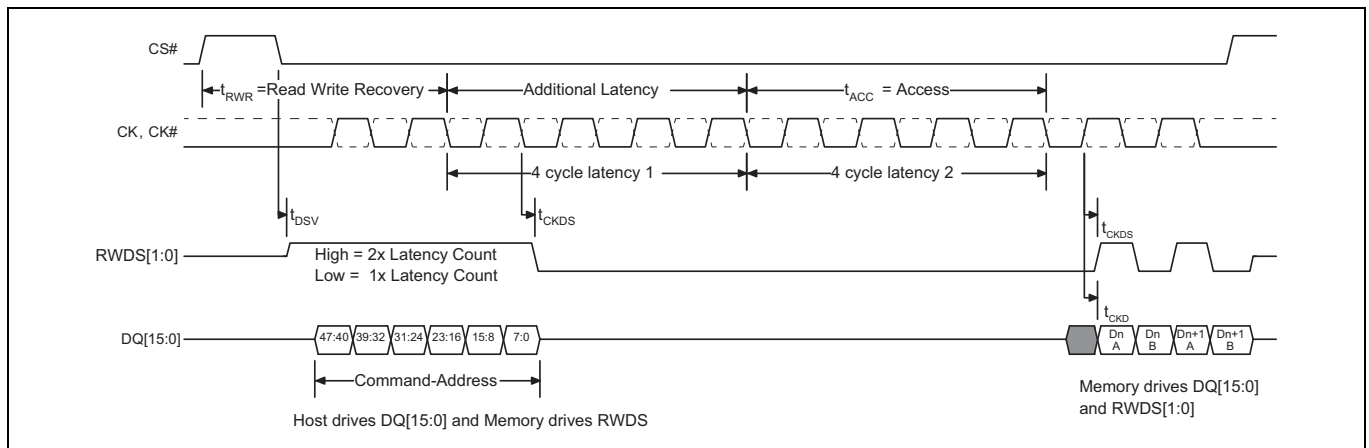 CS#
tRWR =Read Write Recovery
Additional Latency
tACC = Access
CK, CK#
4 cycle latency 1
4 cycle latency 2
tDSV
tCKDS
tCKDS
RWDS[1:0]
High = 2x Latency Count
Low = 1x Latency Count
tCKD
DQ[15:0]
47:40 39:32 31:24 23:16 15:8 7:0
Dn A
Dn B
Dn+1 A
Dn+1 B
Command-Address
Memory drives DQ[15:0]
and RWDS[1:0]
Host drives DQ[15:0] and Memory drives RWDS